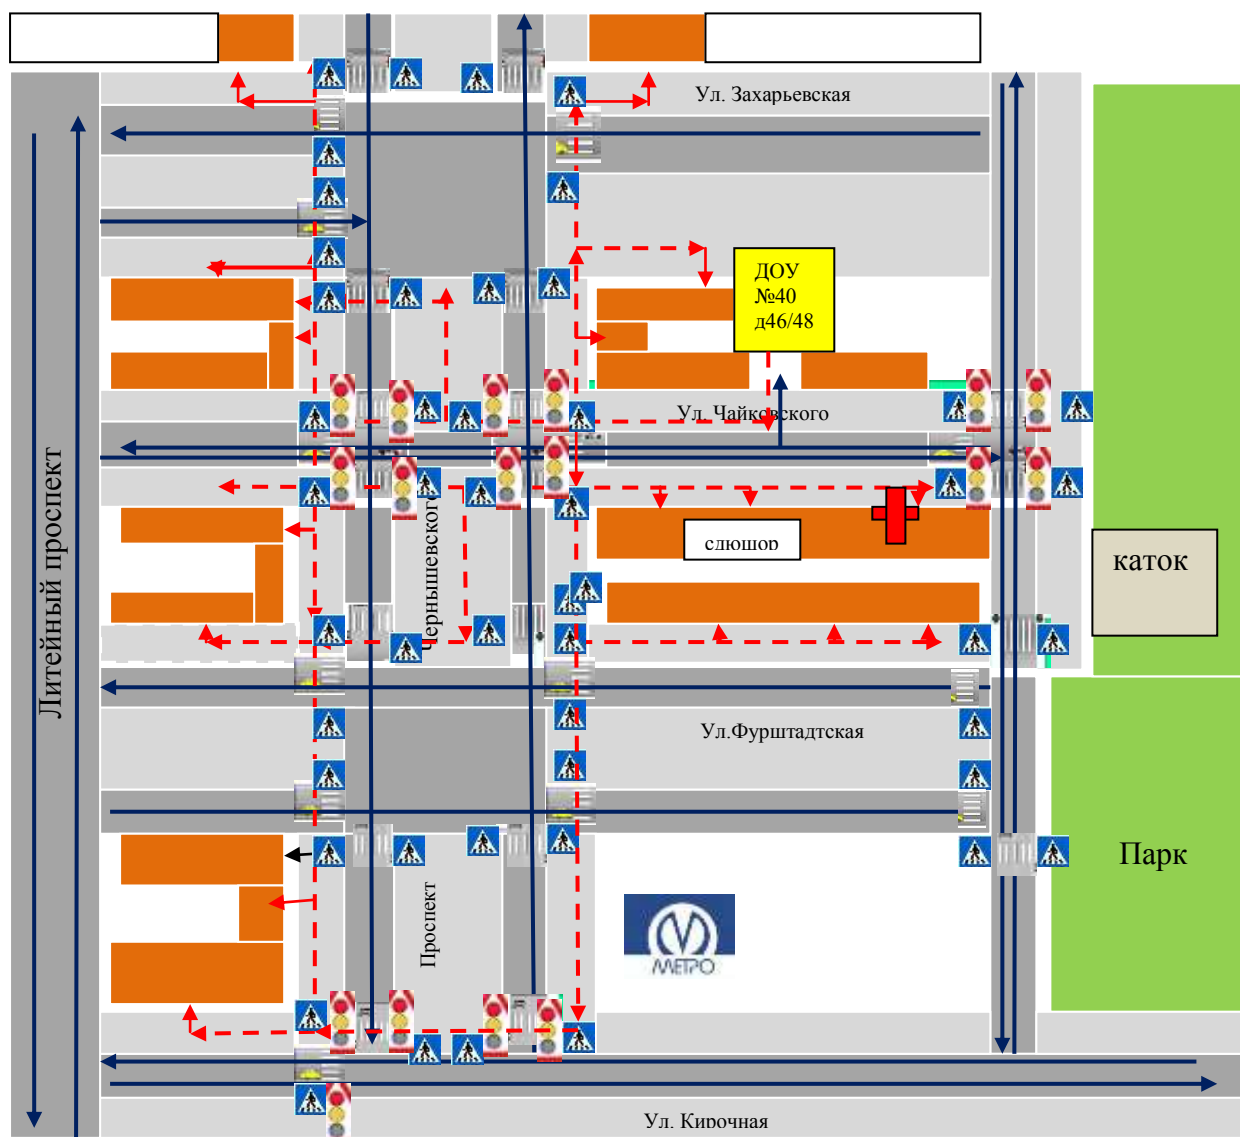 Ул. Захарьевская
ДОУ
№40
д46/48
Ул. Чайковского
Литейный проспект
Чернышевского
сдюшор
каток
Ул.Фурштадтская
Парк
Проспект
МЕТРО
Ул. Кирочная